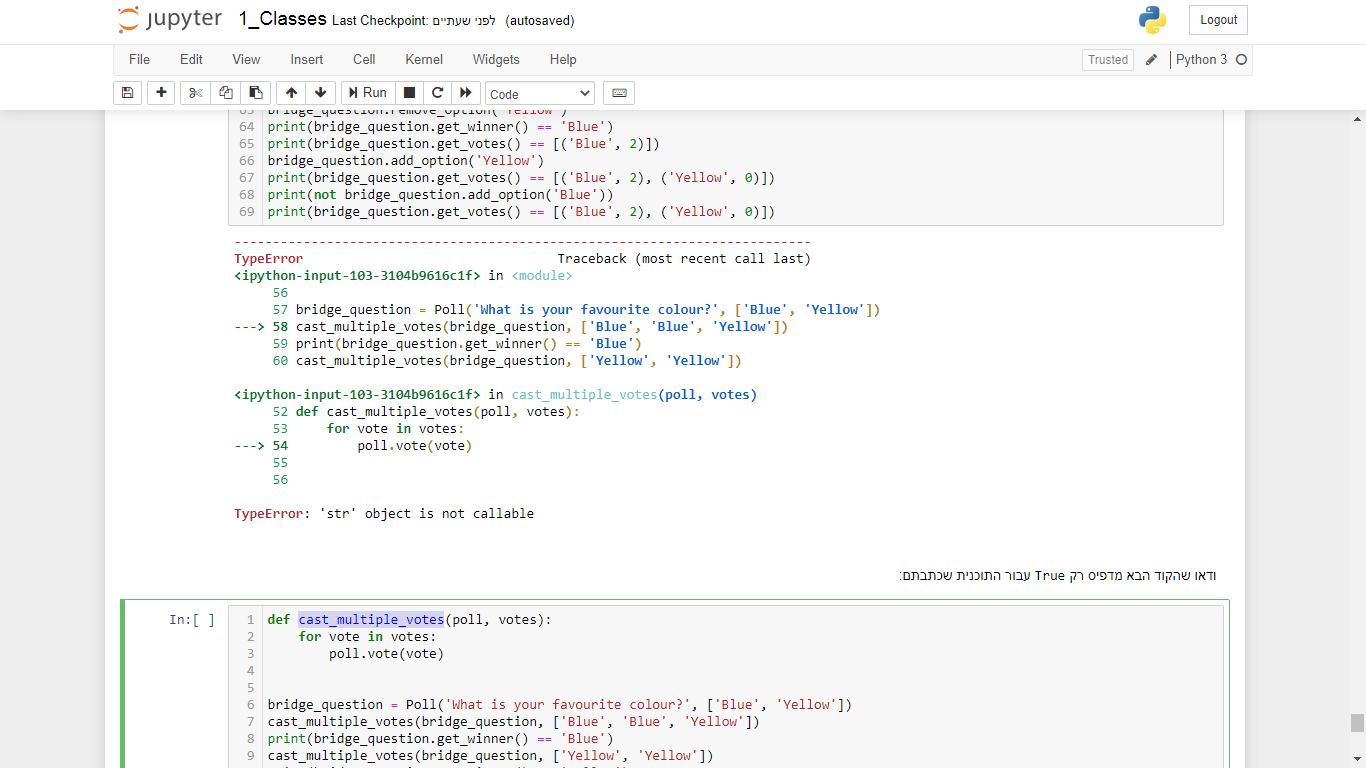 jupyter 1_Classes Last Checkpoint: לפני שעתיים (autosaved) Logout
File Edit View Insert Cell Kernel Widgets Help Trusted Python 3
Run Code
63 bridge_question.remove_option('Yellow')
64 print(bridge_question.get_winner() == 'Blue')
65 print(bridge_question.get_votes() == [('Blue', 2)])
66 bridge_question.add_option('Yellow')
67 print(bridge_question.get_votes() == [('Blue', 2), ('Yellow', 0)])
68 print(not bridge_question.add_option('Blue'))
69 print(bridge_question.get_votes() == [('Blue', 2), ('Yellow', 0)])
---------------------------------------------------------------------------
TypeError Traceback (most recent call last)
<ipython-input-103-3104b9616c1f> in <module>
56
57 bridge_question = Poll('What is your favourite colour?', ['Blue', 'Yellow'])
---> 58 cast_multiple_votes(bridge_question, ['Blue', 'Blue', 'Yellow'])
59 print(bridge_question.get_winner() == 'Blue')
60 cast_multiple_votes(bridge_question, ['Yellow', 'Yellow'])
<ipython-input-103-3104b9616c1f> in cast_multiple_votes(poll, votes)
52 def cast_multiple_votes(poll, votes):
53 for vote in votes:
---> 54 poll.vote(vote)
55
56
TypeError: 'str' object is not callable
ודאו שהקוד הבא מדפיס רק True עבור התוכנית שכתבתם:
In:[ ] 1 def cast_multiple_votes(poll, votes):
2 for vote in votes:
3 poll.vote(vote)
4
5
6 bridge_question = Poll('What is your favourite colour?', ['Blue', 'Yellow'])
7 cast_multiple_votes(bridge_question, ['Blue', 'Blue', 'Yellow'])
8 print(bridge_question.get_winner() == 'Blue')
9 cast_multiple_votes(bridge_question, ['Yellow', 'Yellow'])